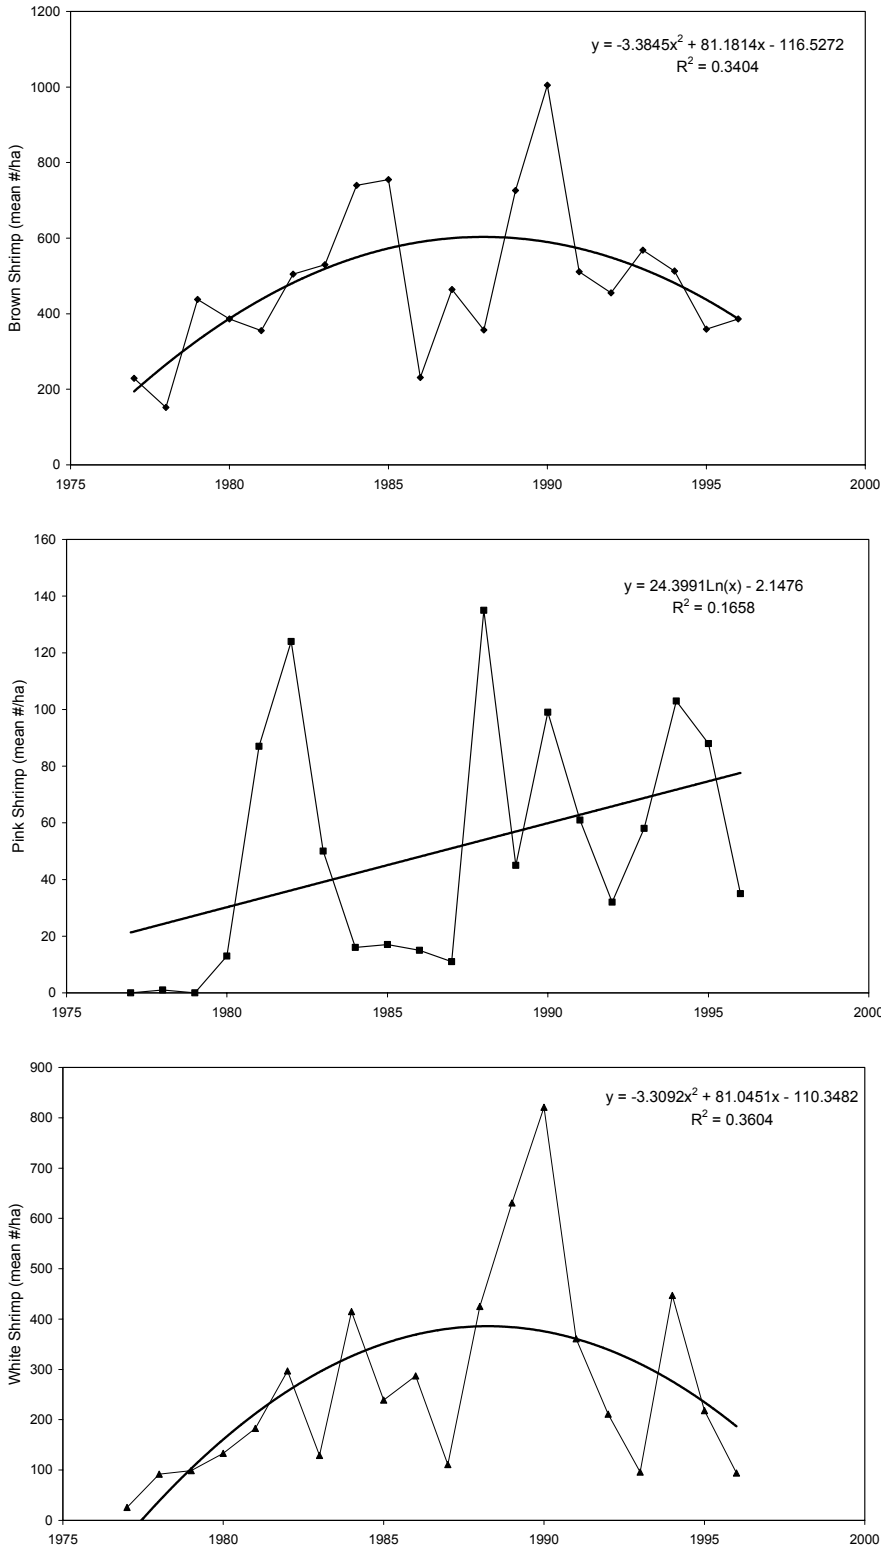 1200
y = -3.3845x² + 81.1814x - 116.5272
R² = 0.3404
1000
800
600
400
200
0
Brown Shrimp (mean #/ha)
1975 1980 1985 1990 1995 2000
160
y = 24.3991Ln(x) - 2.1476
R² = 0.1658
140
120
100
80
60
40
20
0
Pink Shrimp (mean #/ha)
1975 1980 1985 1990 1995 2000
900
y = -3.3092x² + 81.0451x - 110.3482
R² = 0.3604
800
700
600
500
400
300
200
100
0
White Shrimp (mean #/ha)
1975 1980 1985 1990 1995 2000